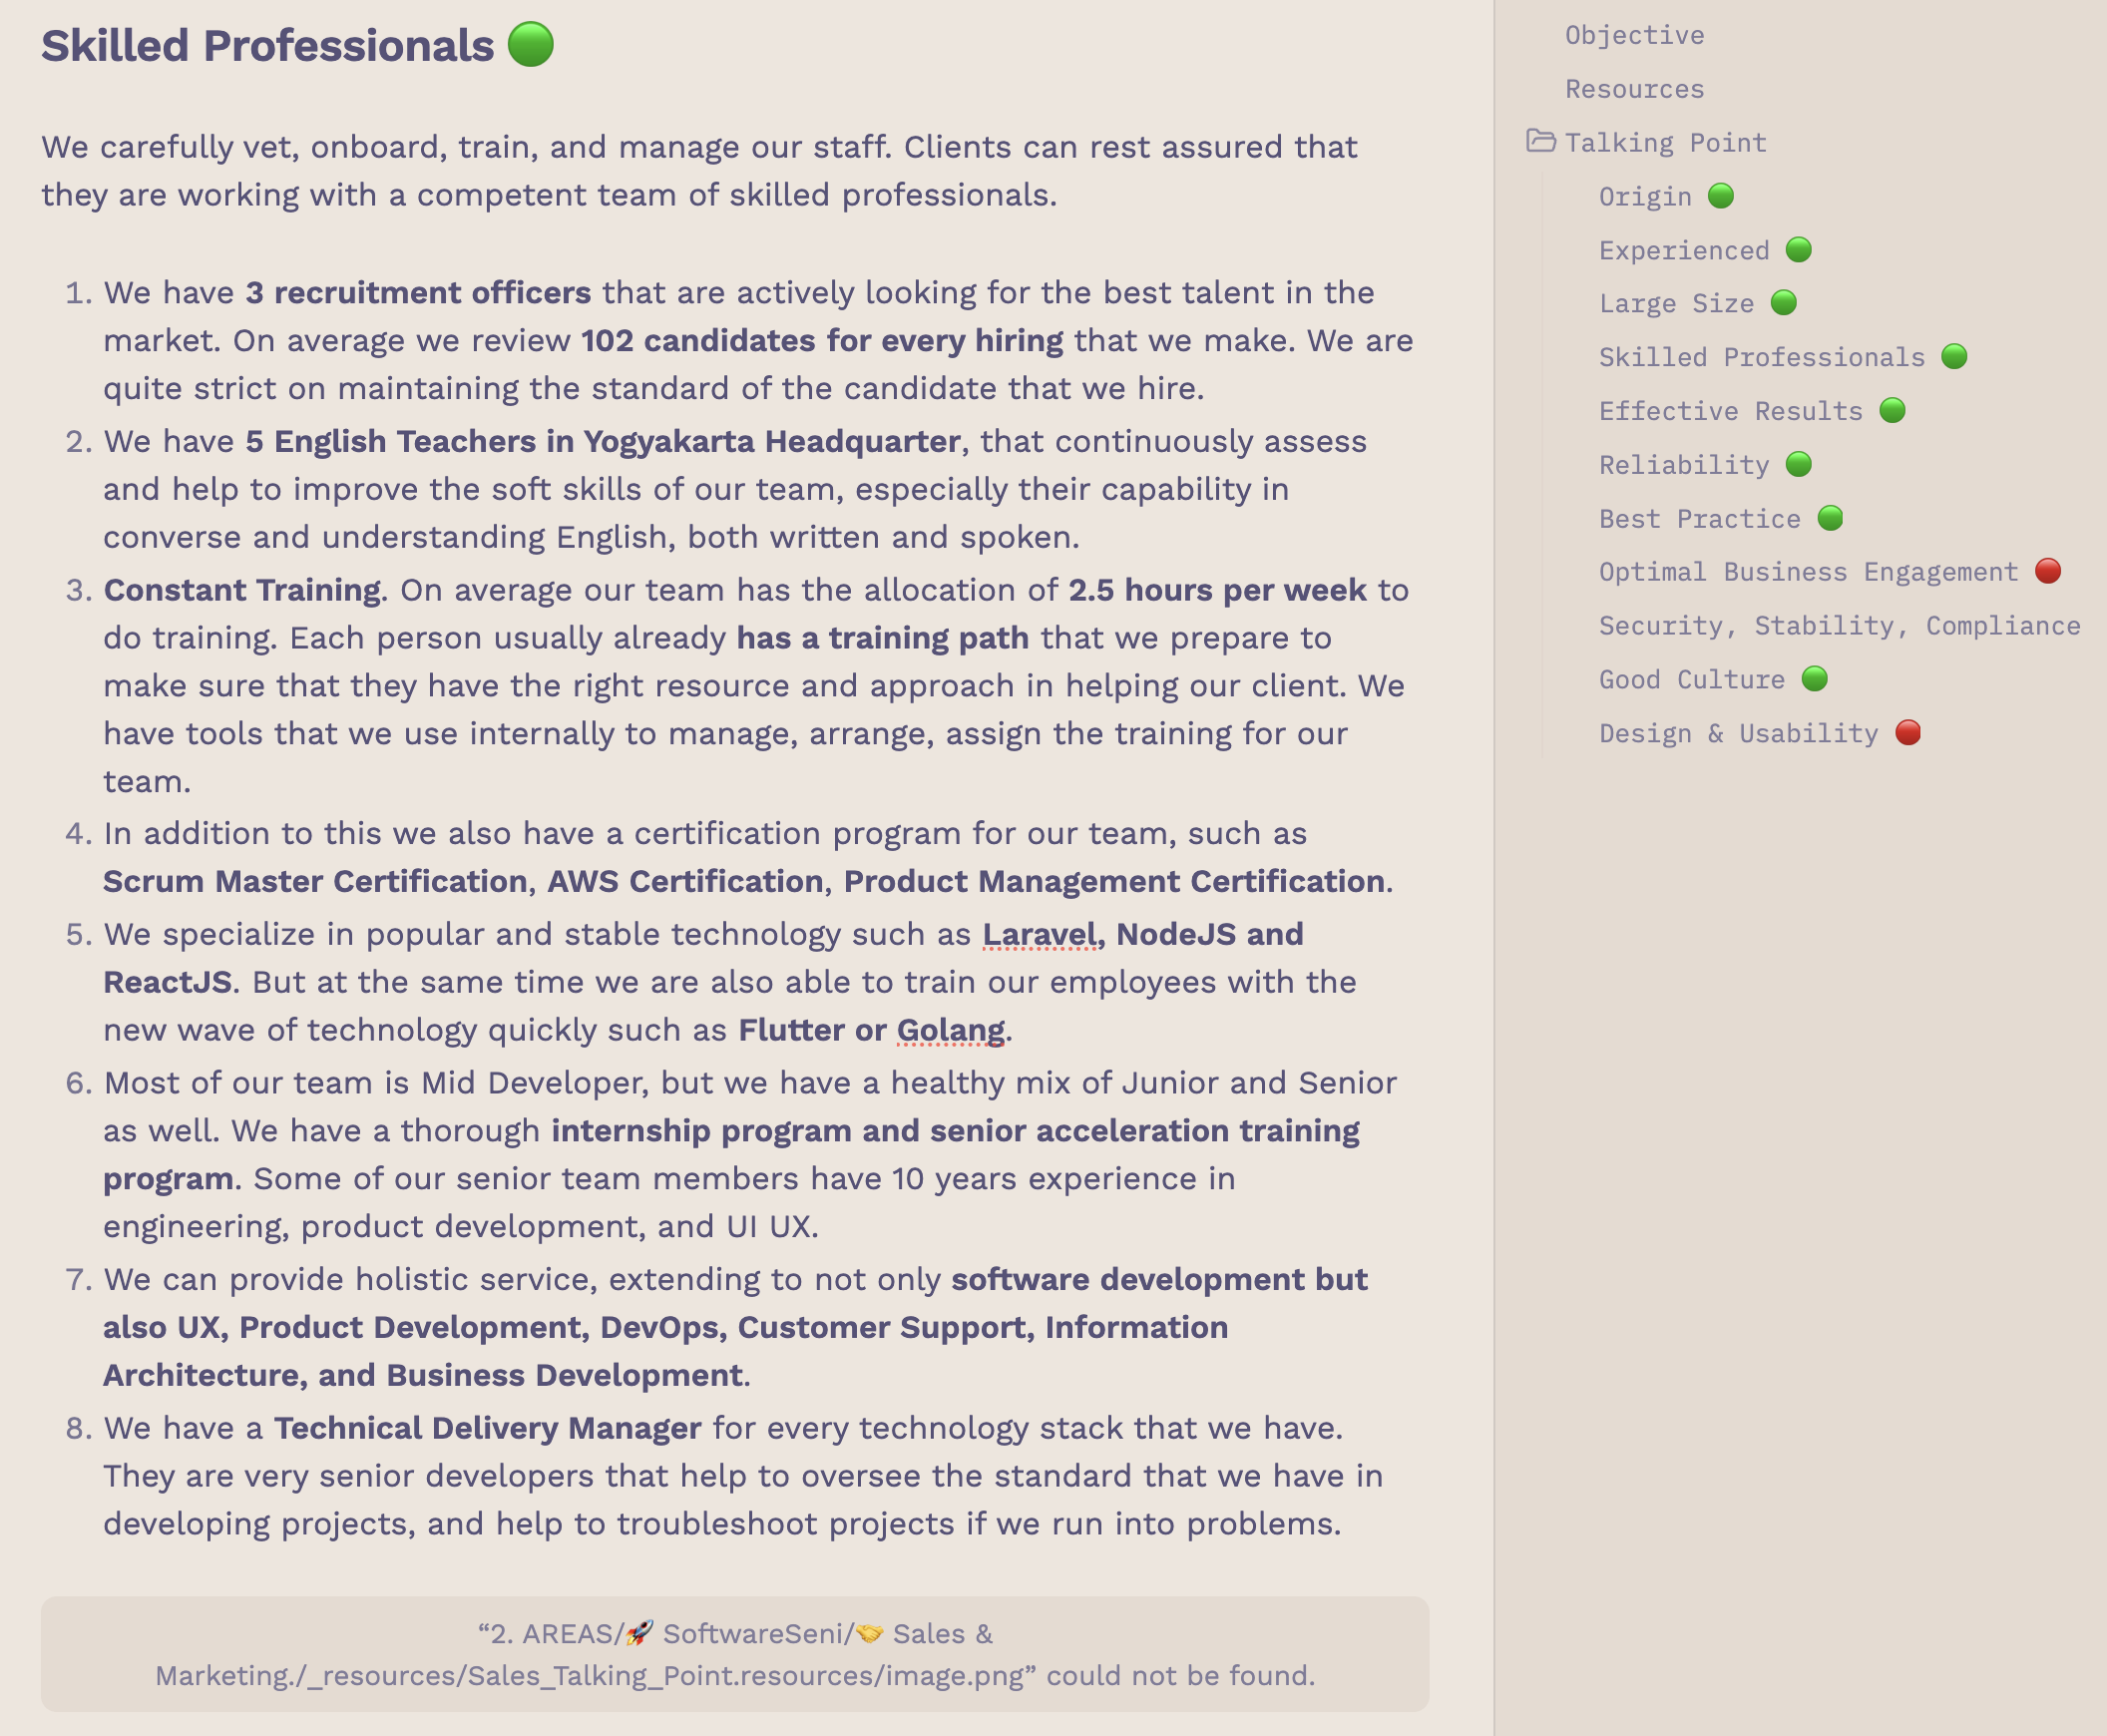 Skilled Professionals 🟢
We carefully vet, onboard, train, and manage our staff. Clients can rest assured that
they are working with a competent team of skilled professionals.
1. We have 3 recruitment officers that are actively looking for the best talent in the
market. On average we review 102 candidates for every hiring that we make. We are
quite strict on maintaining the standard of the candidate that we hire.
2. We have 5 English Teachers in Yogyakarta Headquarter, that continuously assess
and help to improve the soft skills of our team, especially their capability in
converse and understanding English, both written and spoken.
3. Constant Training. On average our team has the allocation of 2.5 hours per week to
do training. Each person usually already has a training path that we prepare to
make sure that they have the right resource and approach in helping our client. We
have tools that we use internally to manage, arrange, assign the training for our
team.
4. In addition to this we also have a certification program for our team, such as
Scrum Master Certification, AWS Certification, Product Management Certification.
5. We specialize in popular and stable technology such as Laravel, NodeJS and
ReactJS. But at the same time we are also able to train our employees with the
new wave of technology quickly such as Flutter or Golang.
6. Most of our team is Mid Developer, but we have a healthy mix of Junior and Senior
as well. We have a thorough internship program and senior acceleration training
program. Some of our senior team members have 10 years experience in
engineering, product development, and UI UX.
7. We can provide holistic service, extending to not only software development but
also UX, Product Development, DevOps, Customer Support, Information
Architecture, and Business Development.
8. We have a Technical Delivery Manager for every technology stack that we have.
They are very senior developers that help to oversee the standard that we have in
developing projects, and help to troubleshoot projects if we run into problems.
“2. AREAS/🚀 SoftwareSeni/🤝 Sales &
Marketing./_resources/Sales_Talking_Point.resources/image.png” could not be found.
Objective
Resources
Talking Point
Origin 🟢
Experienced 🟢
Large Size 🟢
Skilled Professionals 🟢
Effective Results 🟢
Reliability 🟢
Best Practice 🟢
Optimal Business Engagement 🔴
Security, Stability, Compliance
Good Culture 🟢
Design & Usability 🔴